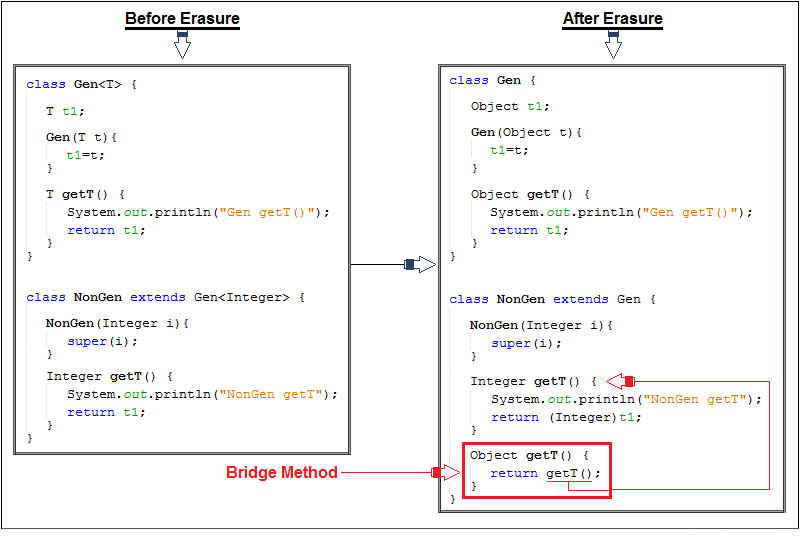 Before Erasure
class Gen<T> {
T t1;
Gen(T t){
t1=t;
}
T getT() {
System.out.println("Gen getT()");
return t1;
}
}
class NonGen extends Gen<Integer> {
NonGen(Integer i){
super(i);
}
Integer getT() {
System.out.println("NonGen getT");
return t1;
}
}
After Erasure
class Gen {
Object t1;
Gen(Object t){
t1=t;
}
Object getT() {
System.out.println("Gen getT()");
return t1;
}
}
class NonGen extends Gen {
NonGen(Integer i){
super(i);
}
Integer getT() {
System.out.println("NonGen getT");
return (Integer)t1;
}
Bridge Method
Object getT() {
return getT();
}
}